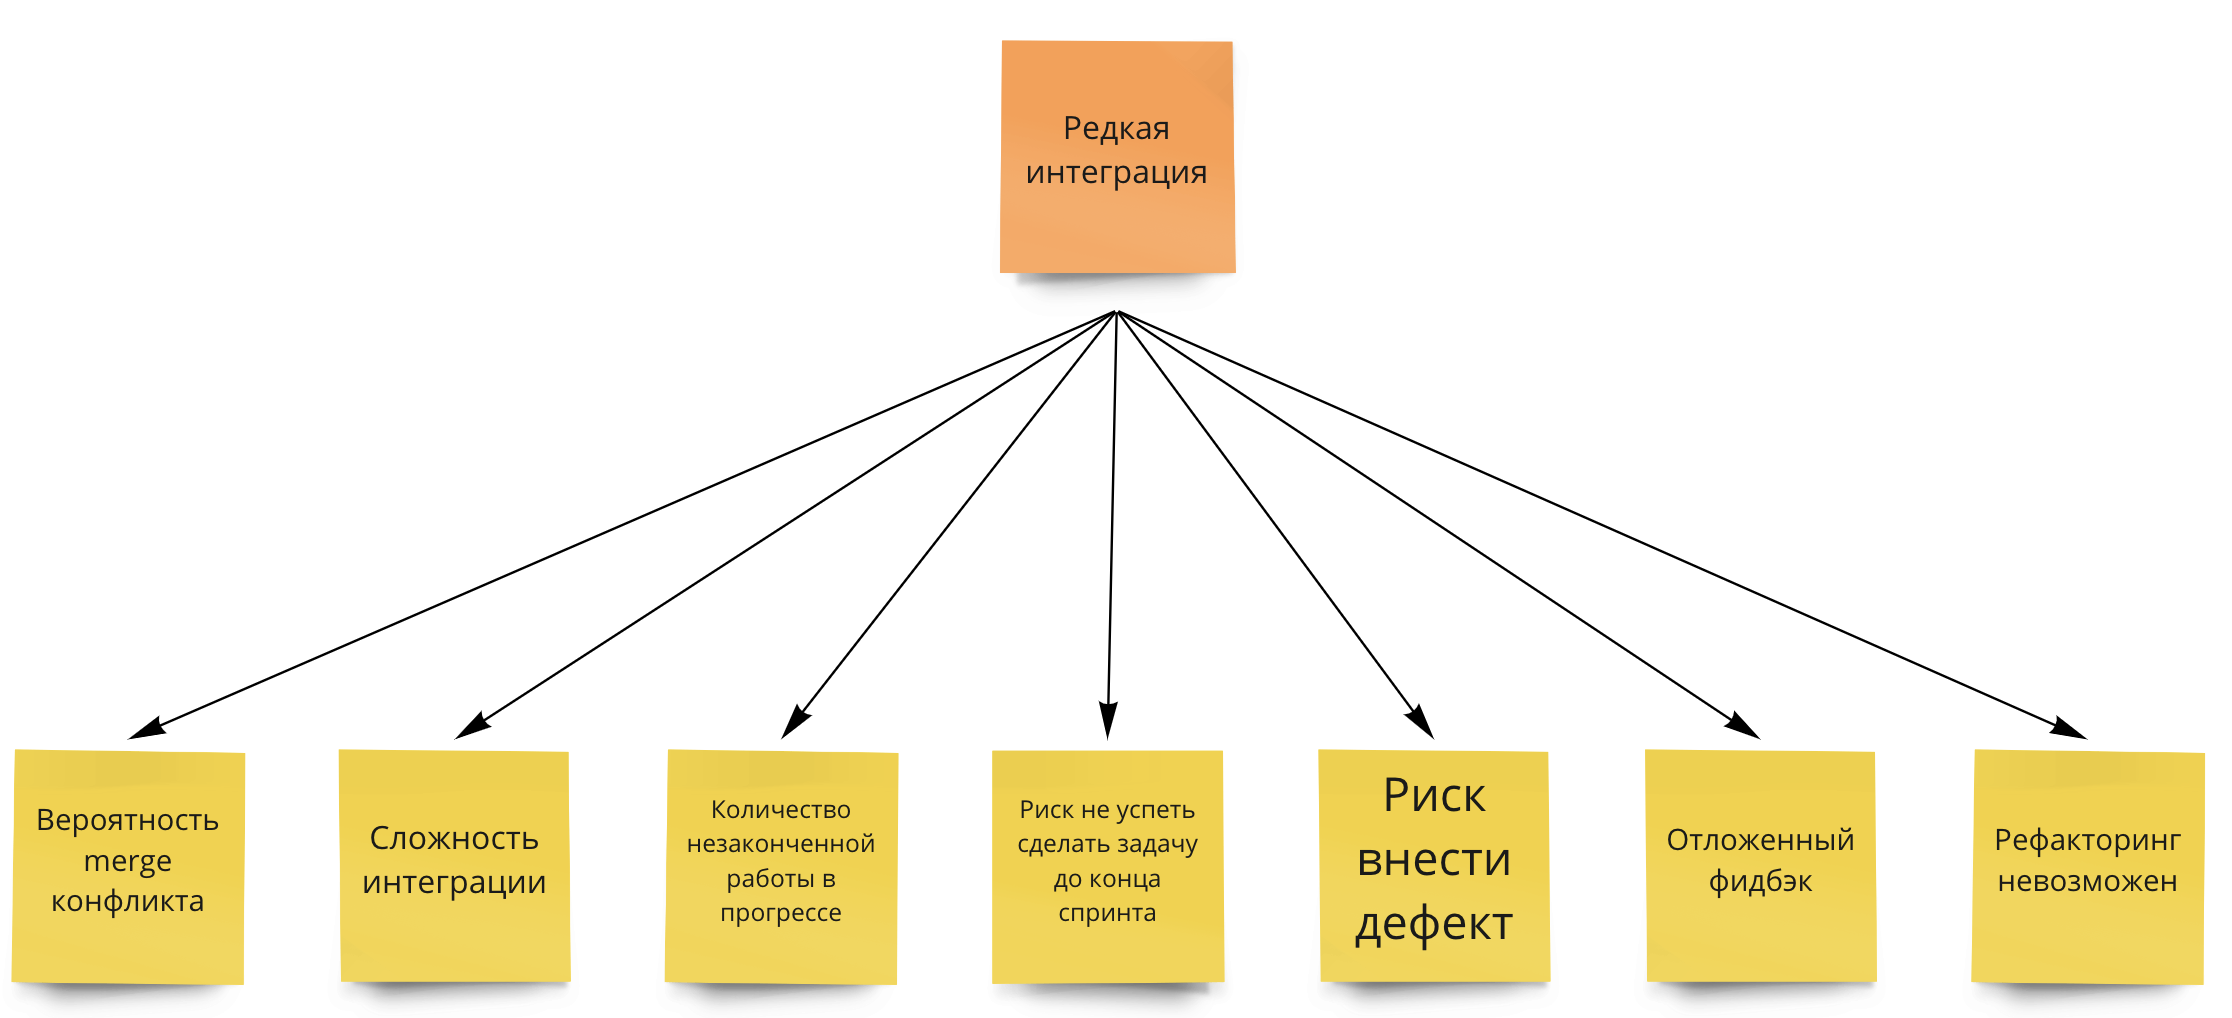 Редкая
интеграция
Вероятность
merge
конфликта
Сложность
интеграции
Количество
незаконченной
работы в
прогрессе
Риск не успеть
сделать задачу
до конца
спринта
Риск
внести
дефект
Отложенный
фидбэк
Рефакторинг
невозможен